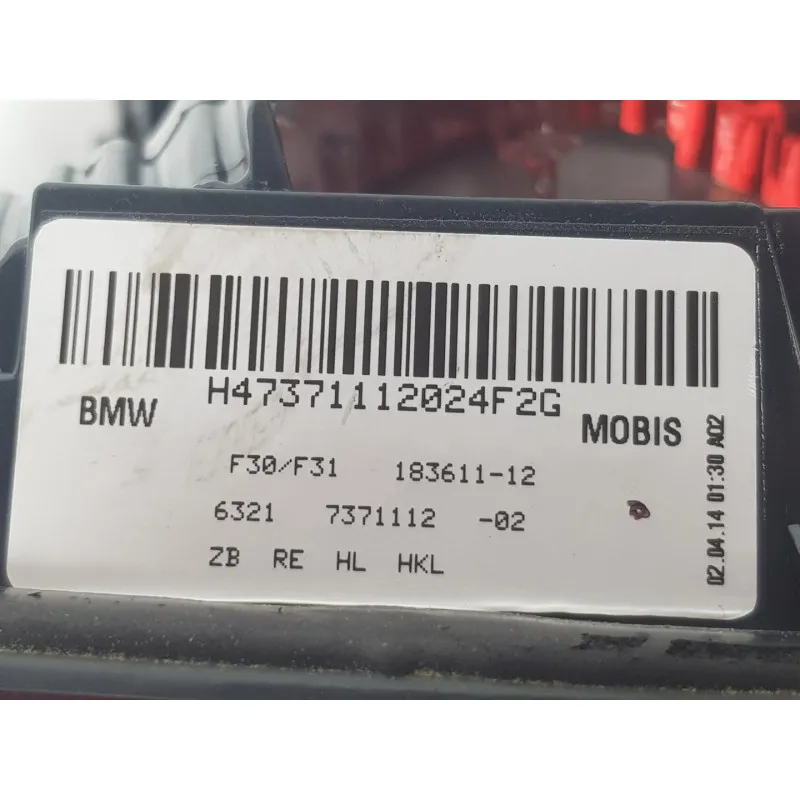 H47371112024F2G
BMW
MOBIS
F30/F31 183611-12
6321 7371112 -02
ZB RE HL HKL
02.04.14 01:30 A02